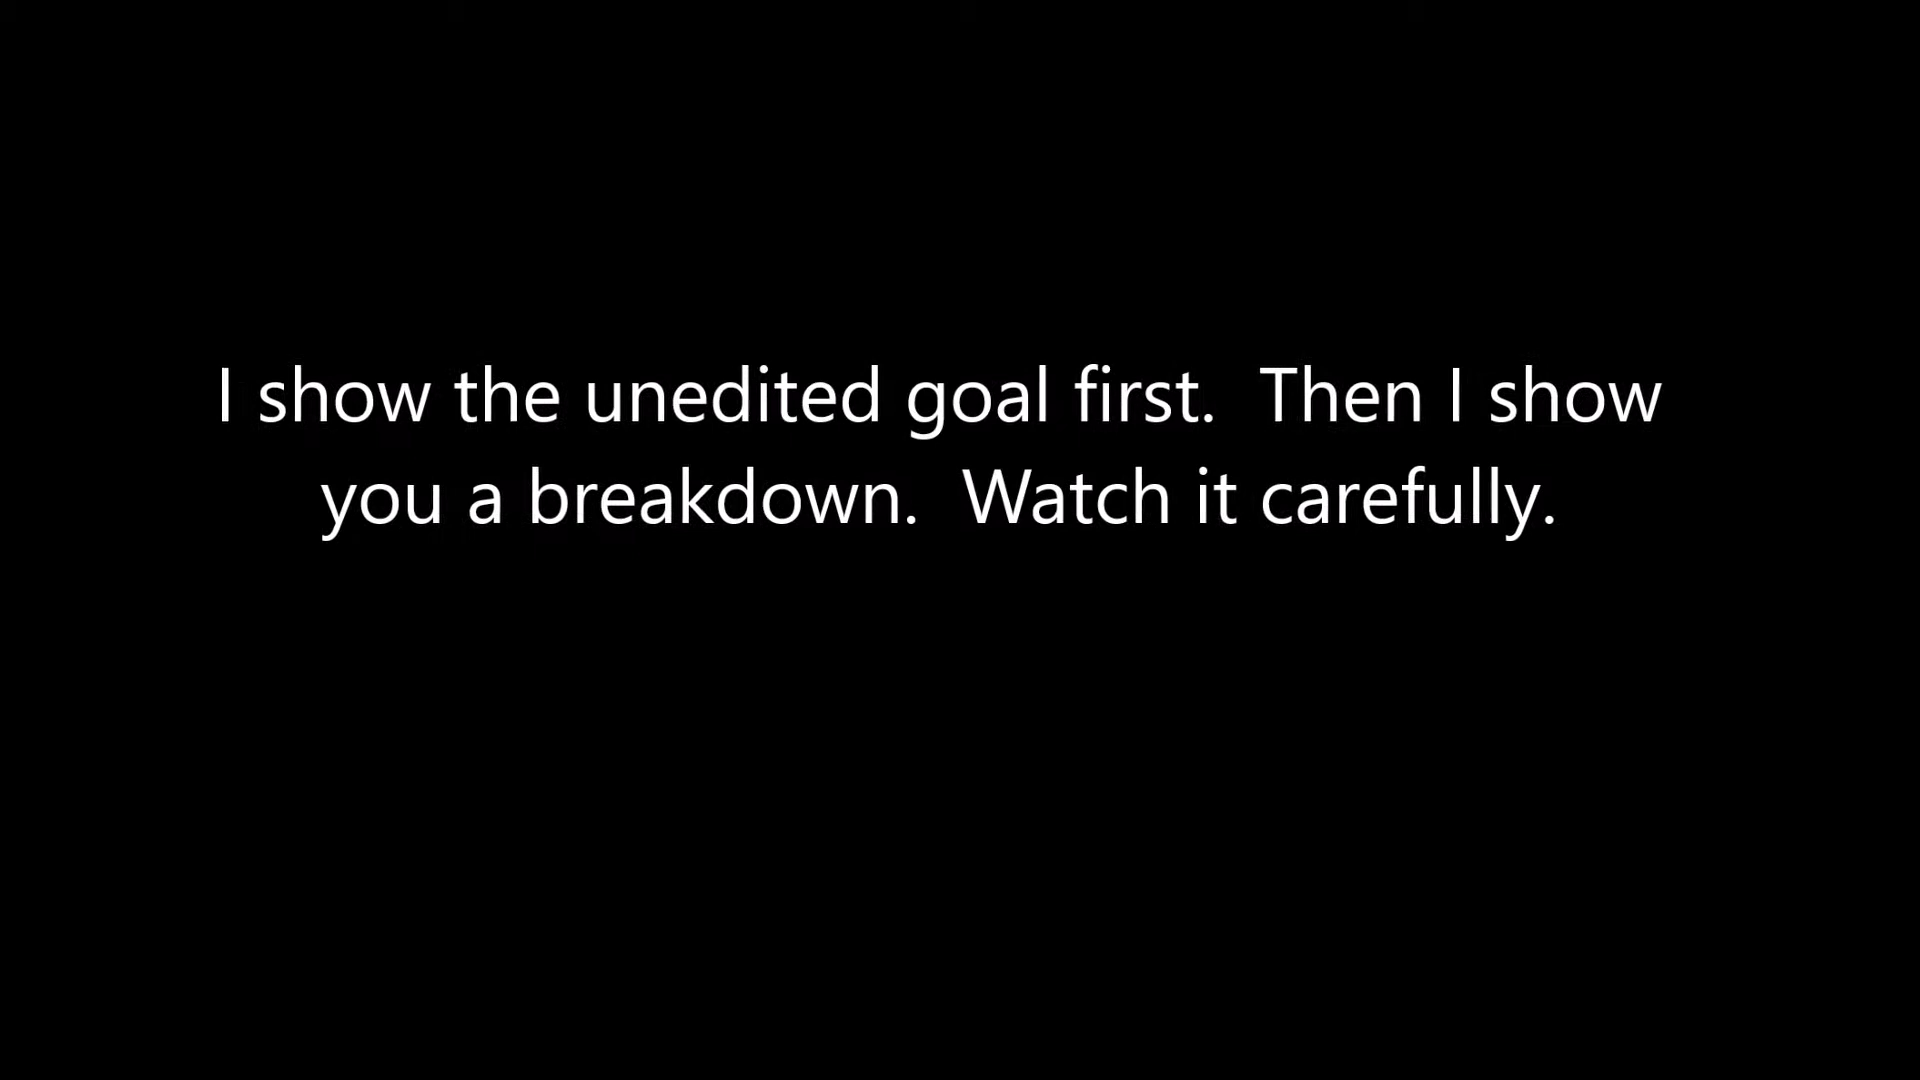 I show the unedited goal first.  Then I show
you a breakdown.  Watch it carefully.